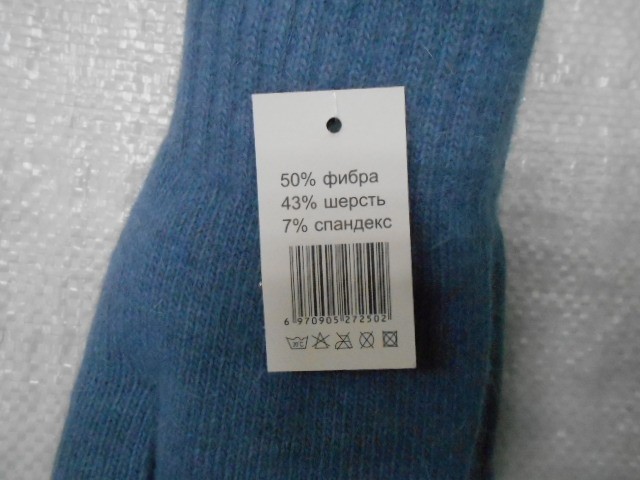 50% фибра
43% шерсть
7% спандекс
6 970905 272502